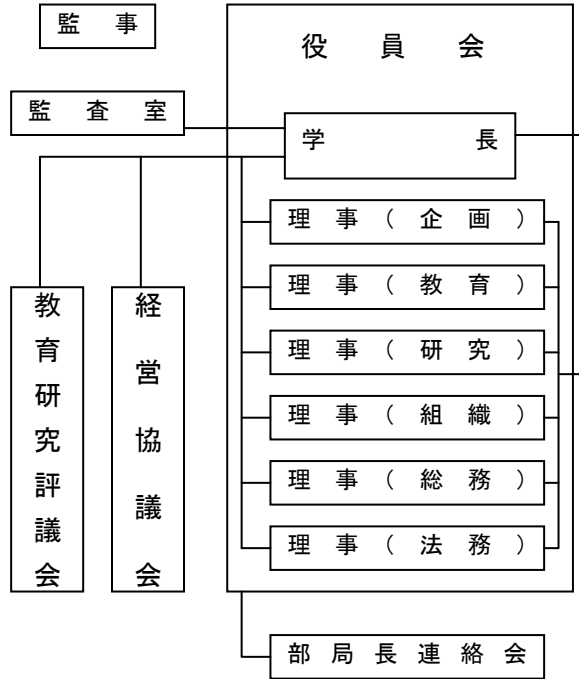 監事
役員会
監査室
学長
理事(企画)
理事(教育)
理事(研究)
理事(組織)
理事(総務)
理事(法務)
教育研究評議会
経営協議会
部局長連絡会